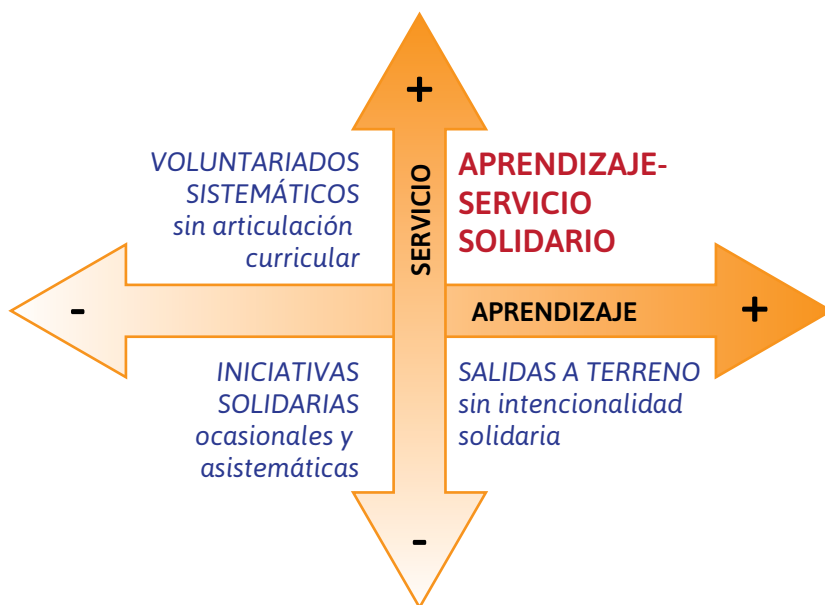 +
VOLUNTARIADOS
SISTEMÁTICOS
sin articulación
curricular
SERVICIO
APRENDIZAJE-
SERVICIO
SOLIDARIO
-
APRENDIZAJE
+
INICIATIVAS
SOLIDARIAS
ocasionales y
asistemáticas
SALIDAS A TERRENO
sin intencionalidad
solidaria
-